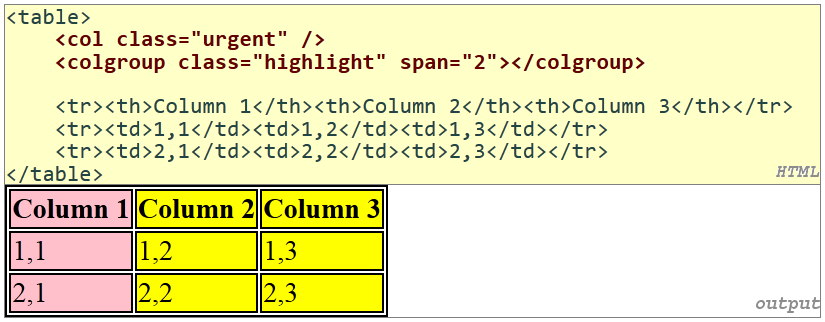 <table>
<col class="urgent" />
<colgroup class="highlight" span="2"></colgroup>
<tr><th>Column 1</th><th>Column 2</th><th>Column 3</th></tr>
<tr><td>1,1</td><td>1,2</td><td>1,3</td></tr>
<tr><td>2,1</td><td>2,2</td><td>2,3</td></tr>
</table>
HTML
Column 1 Column 2 Column 3
1,1 1,2 1,3
2,1 2,2 2,3
output